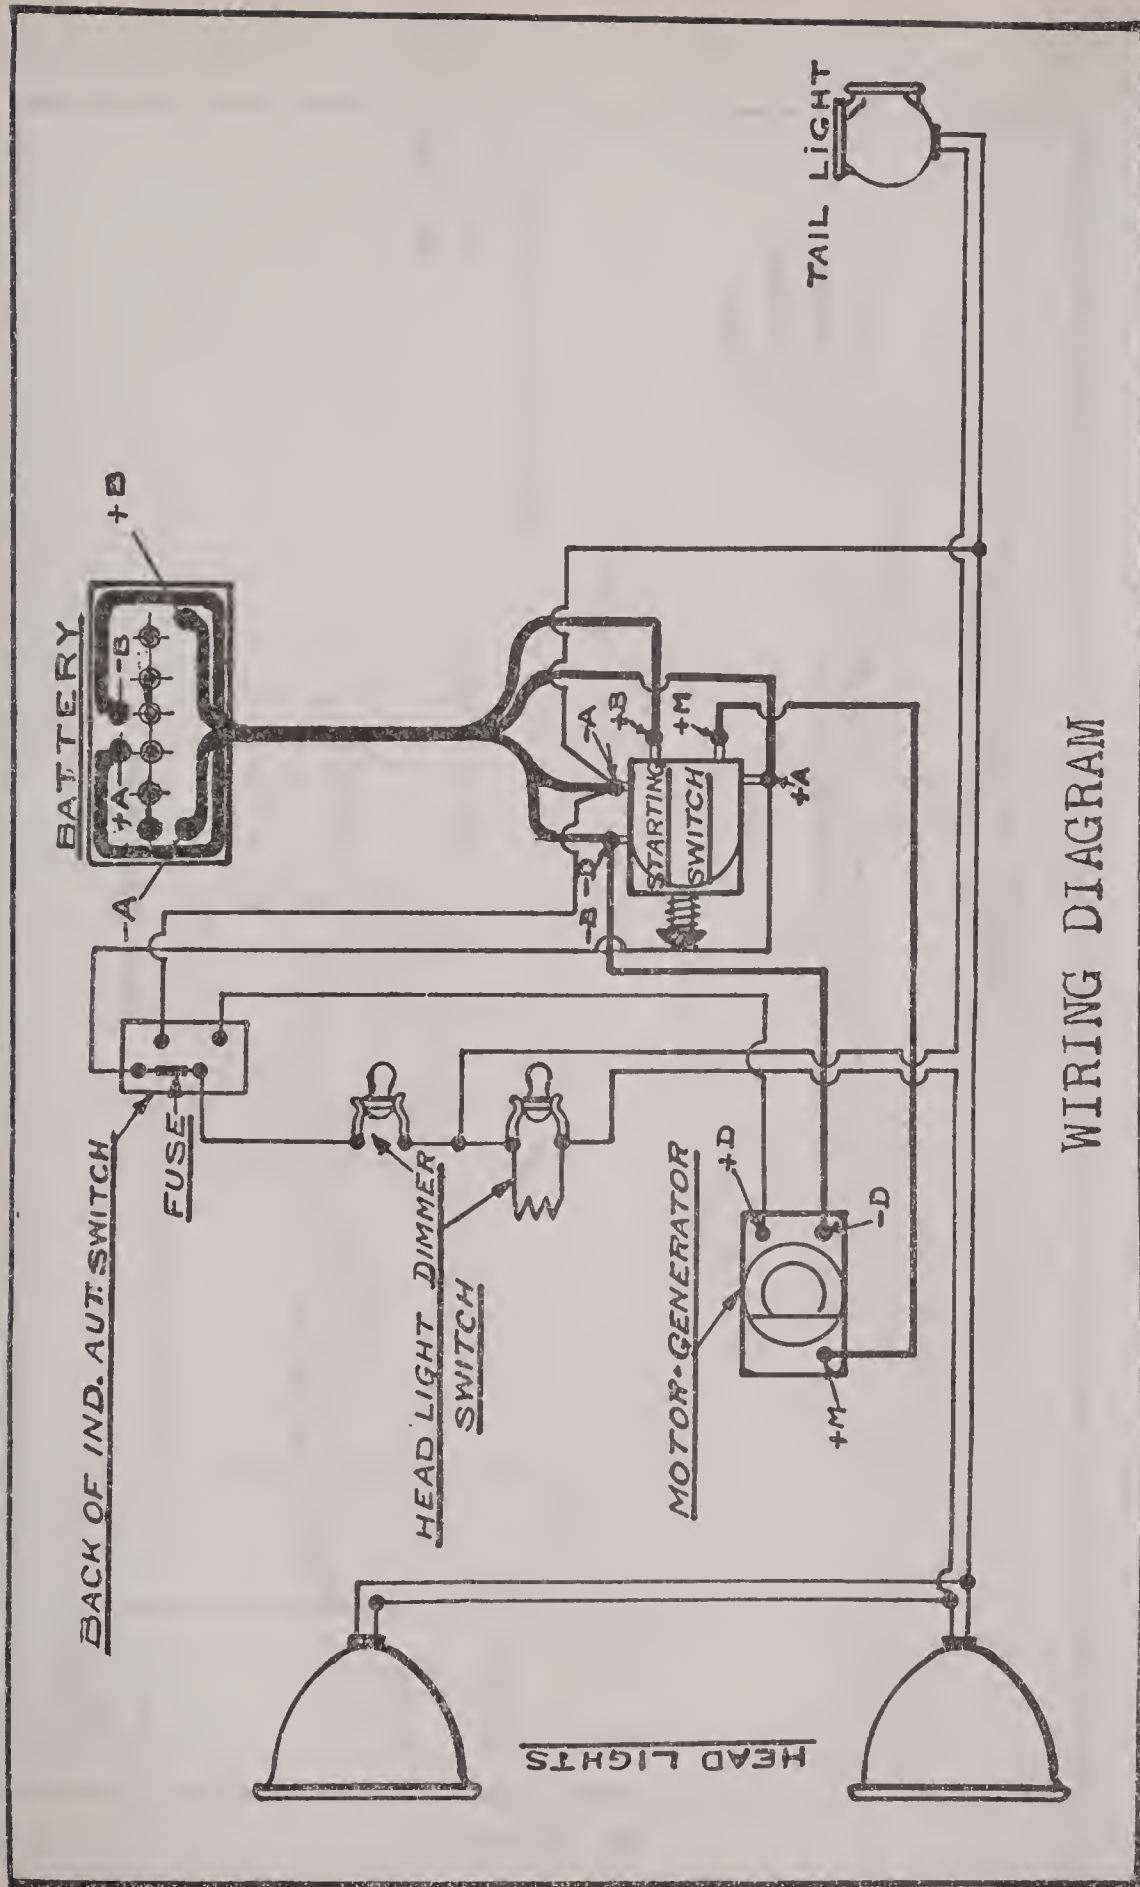 BATTERY
+B
-B
+A
-A
BACK OF IND. AUT. SWITCH
FUSE
-A
+B
+M
STARTING
SWITCH
-B -D
+A
TAIL LIGHT
HEAD LIGHT DIMMER
SWITCH
MOTOR-GENERATOR
+D
-D
+M
HEAD LIGHTS
WIRING DIAGRAM